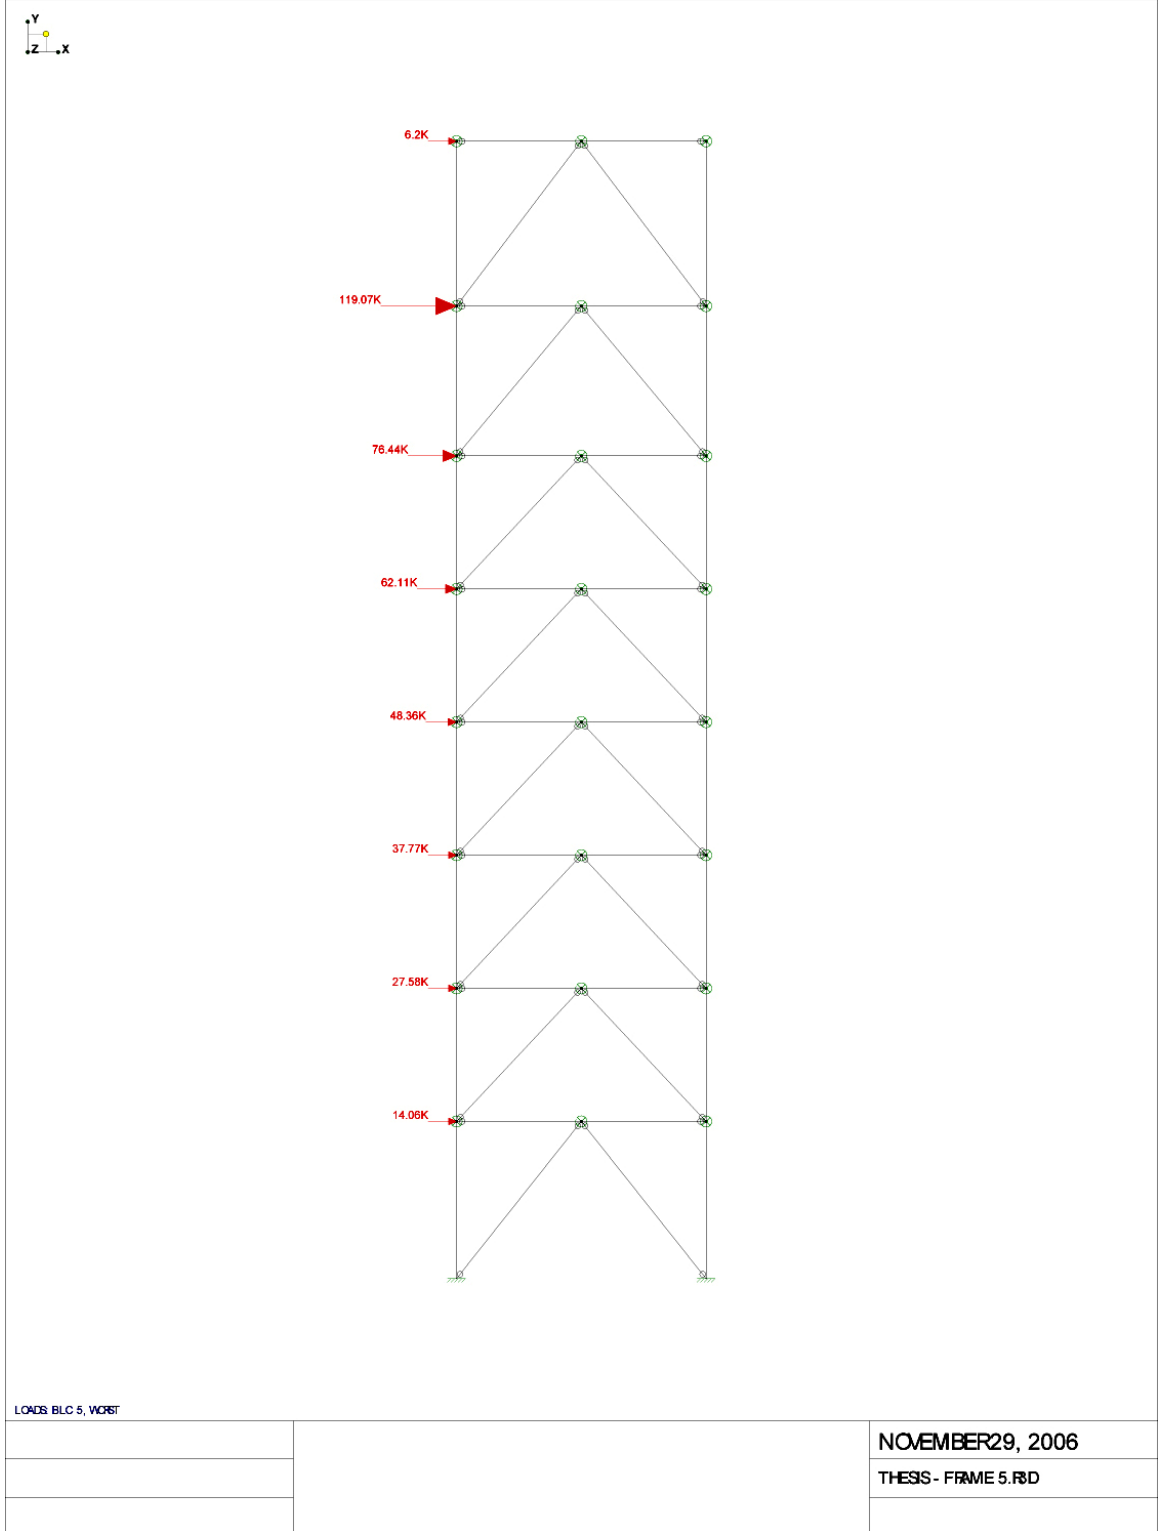 Y
Z X
6.2K
119.07K
76.44K
62.11K
48.36K
37.77K
27.58K
14.06K
LOADS: BLC 5, WORST
NOVEMBER 29, 2006
THESIS - FRAME 5.R3D